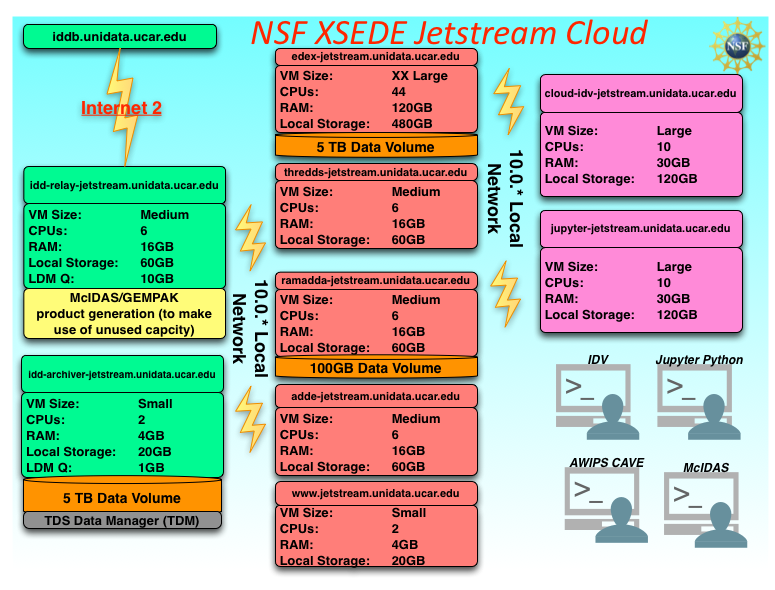 NSF XSEDE Jetstream Cloud
NSF
iddb.unidata.ucar.edu
Internet 2
idd-relay-jetstream.unidata.ucar.edu
VM Size: Medium
CPUs: 6
RAM: 16GB
Local Storage: 60GB
LDM Q: 10GB
McIDAS/GEMPAK
product generation (to make
use of unused capcity)
idd-archiver-jetstream.unidata.ucar.edu
VM Size: Small
CPUs: 2
RAM: 4GB
Local Storage: 20GB
LDM Q: 1GB
5 TB Data Volume
TDS Data Manager (TDM)
10.0.* Local
Network
edex-jetstream.unidata.ucar.edu
VM Size: XX Large
CPUs: 44
RAM: 120GB
Local Storage: 480GB
5 TB Data Volume
thredds-jetstream.unidata.ucar.edu
VM Size: Medium
CPUs: 6
RAM: 16GB
Local Storage: 60GB
ramadda-jetstream.unidata.ucar.edu
VM Size: Medium
CPUs: 6
RAM: 16GB
Local Storage: 60GB
100GB Data Volume
adde-jetstream.unidata.ucar.edu
VM Size: Medium
CPUs: 6
RAM: 16GB
Local Storage: 60GB
www.jetstream.unidata.ucar.edu
VM Size: Small
CPUs: 2
RAM: 4GB
Local Storage: 20GB
10.0.* Local
Network
cloud-idv-jetstream.unidata.ucar.edu
VM Size: Large
CPUs: 10
RAM: 30GB
Local Storage: 120GB
jupyter-jetstream.unidata.ucar.edu
VM Size: Large
CPUs: 10
RAM: 30GB
Local Storage: 120GB
IDV
>_
Jupyter Python
>_
AWIPS CAVE
>_
McIDAS
>_